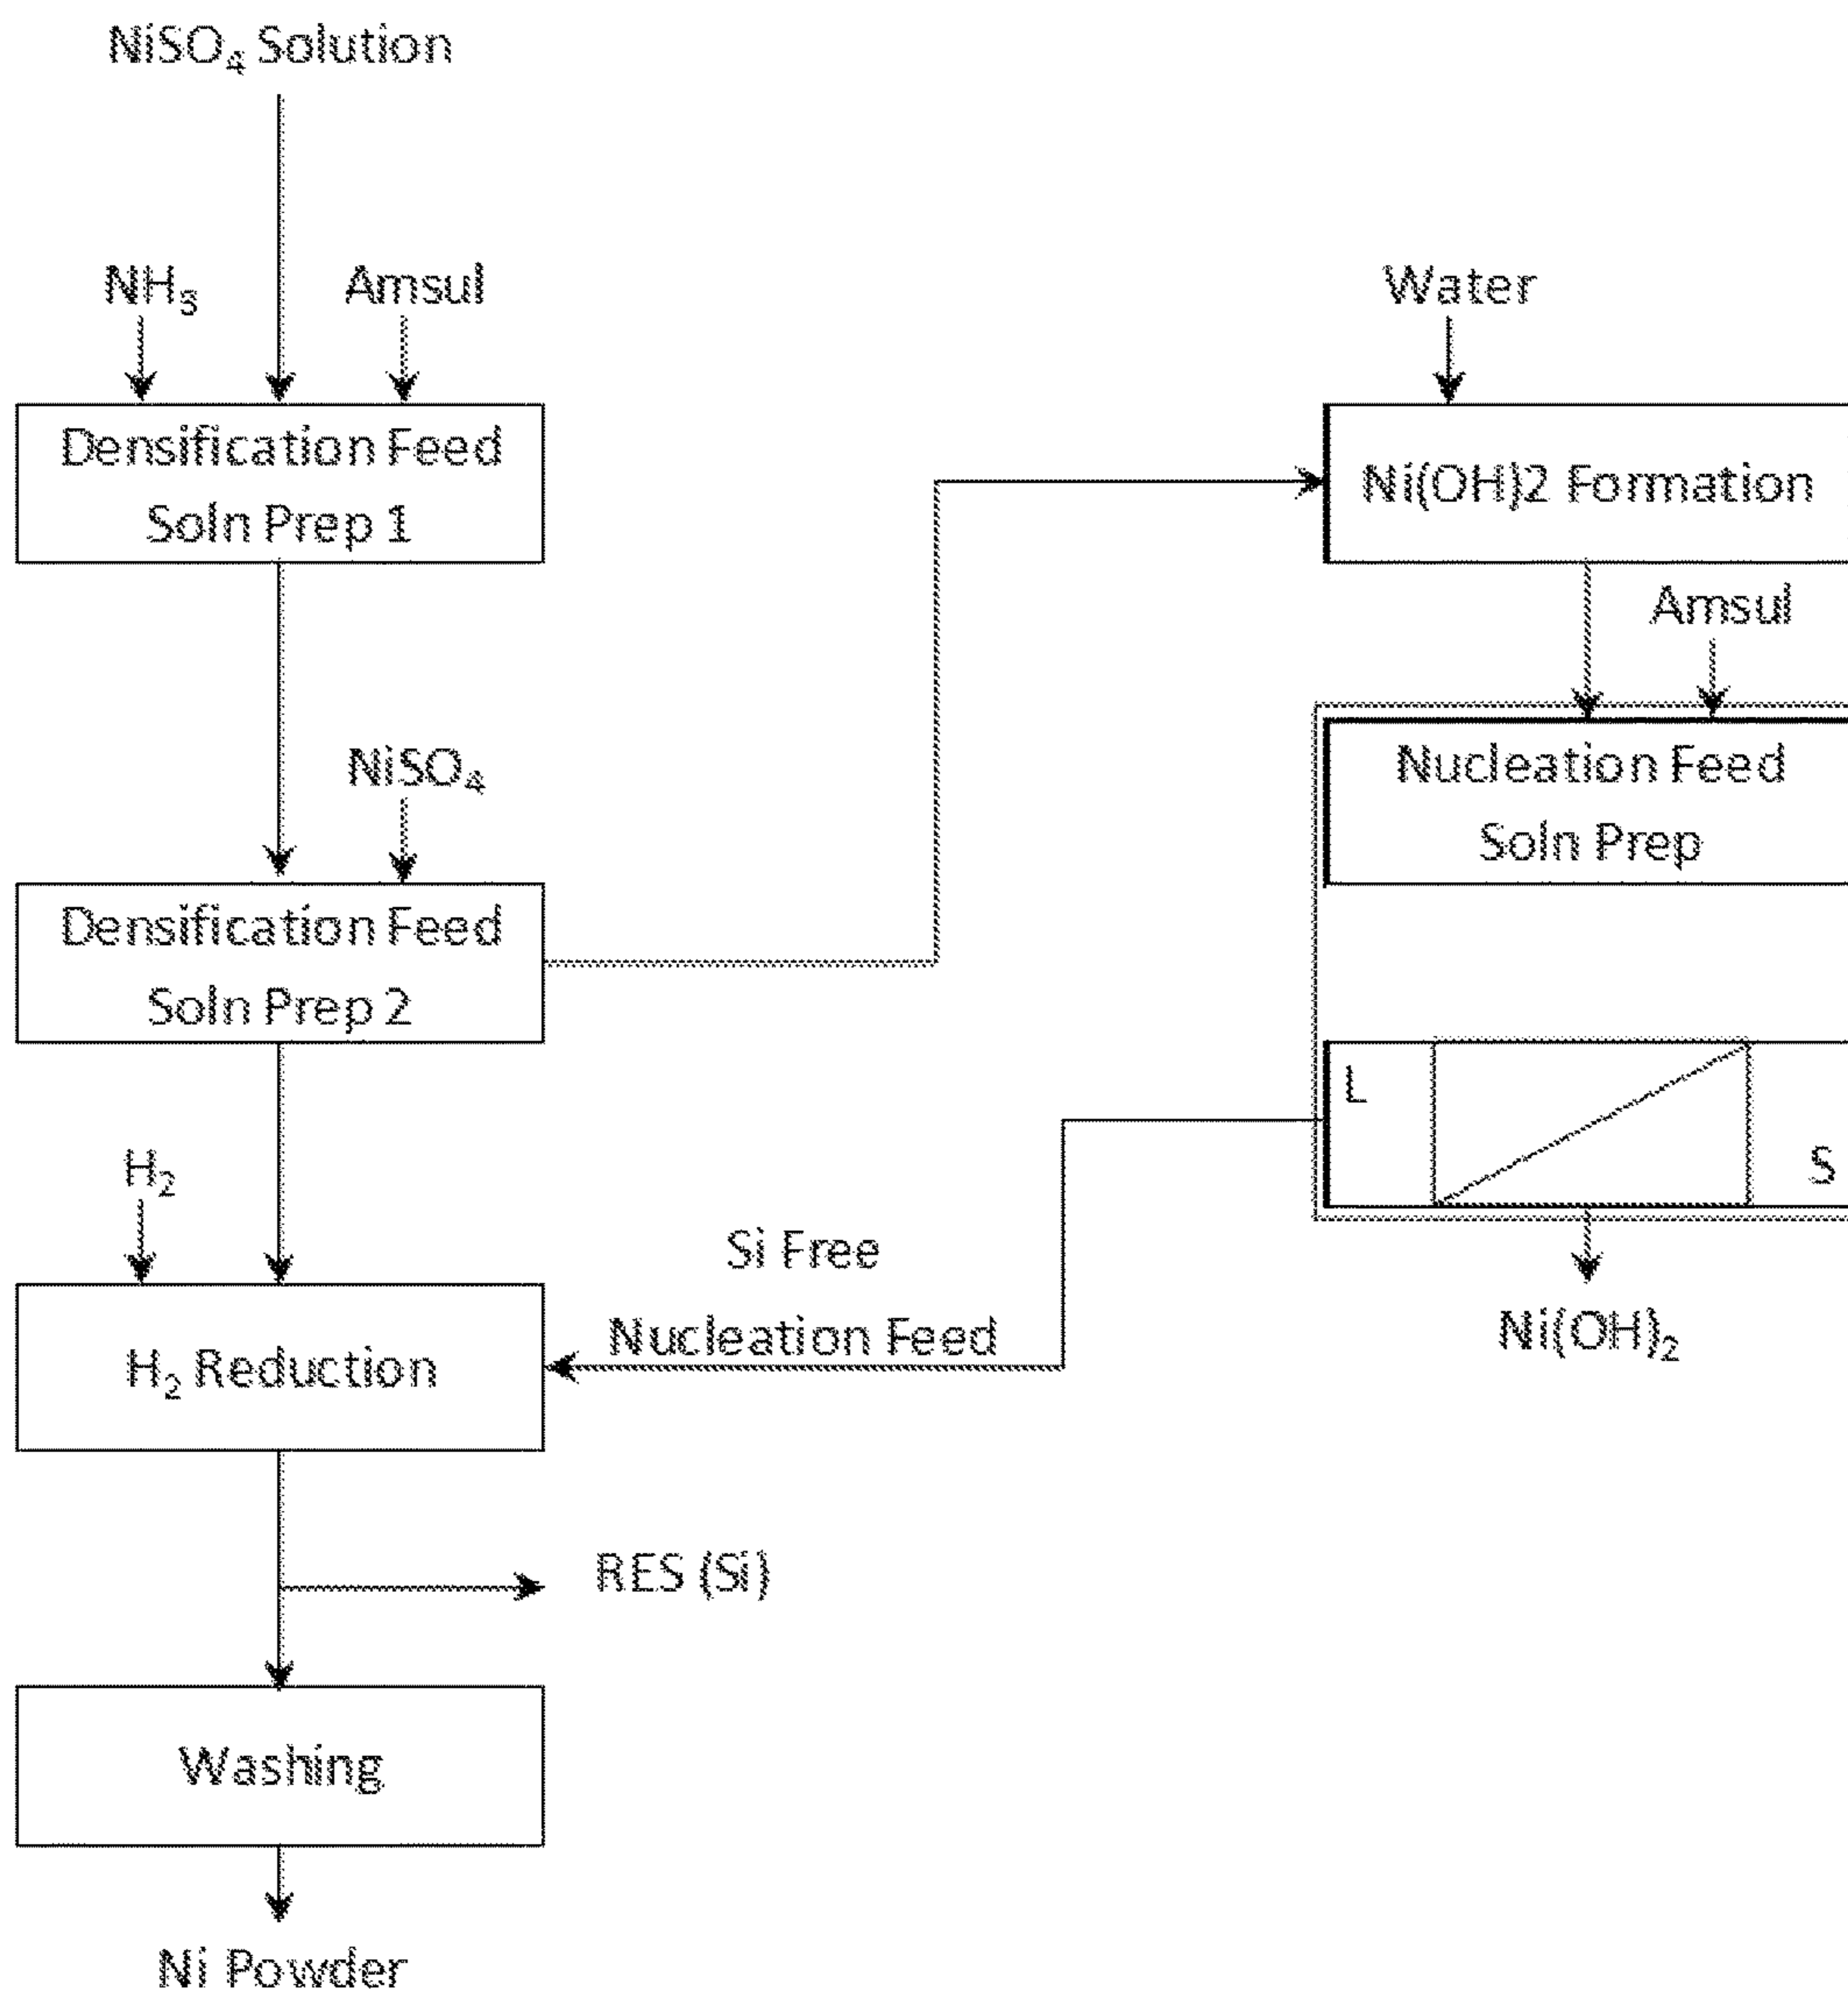 NiSO₄ Solution
NH₃
Amsul
Densification Feed
Soln Prep 1
NiSO₄
Densification Feed
Soln Prep 2
H₂
H₂ Reduction
Si Free
Nucleation Feed
RES (Si)
Washing
Ni Powder
Water
Ni(OH)2 Formation
Amsul
Nucleation Feed
Soln Prep
L
S
Ni(OH)₂